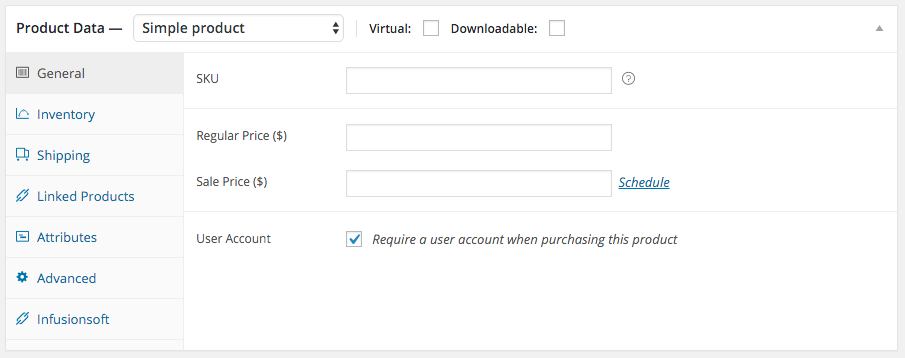 Product Data — Simple product Virtual: Downloadable:
General
Inventory
Shipping
Linked Products
Attributes
Advanced
Infusionsoft
SKU ?
Regular Price ($)
Sale Price ($) Schedule
User Account Require a user account when purchasing this product